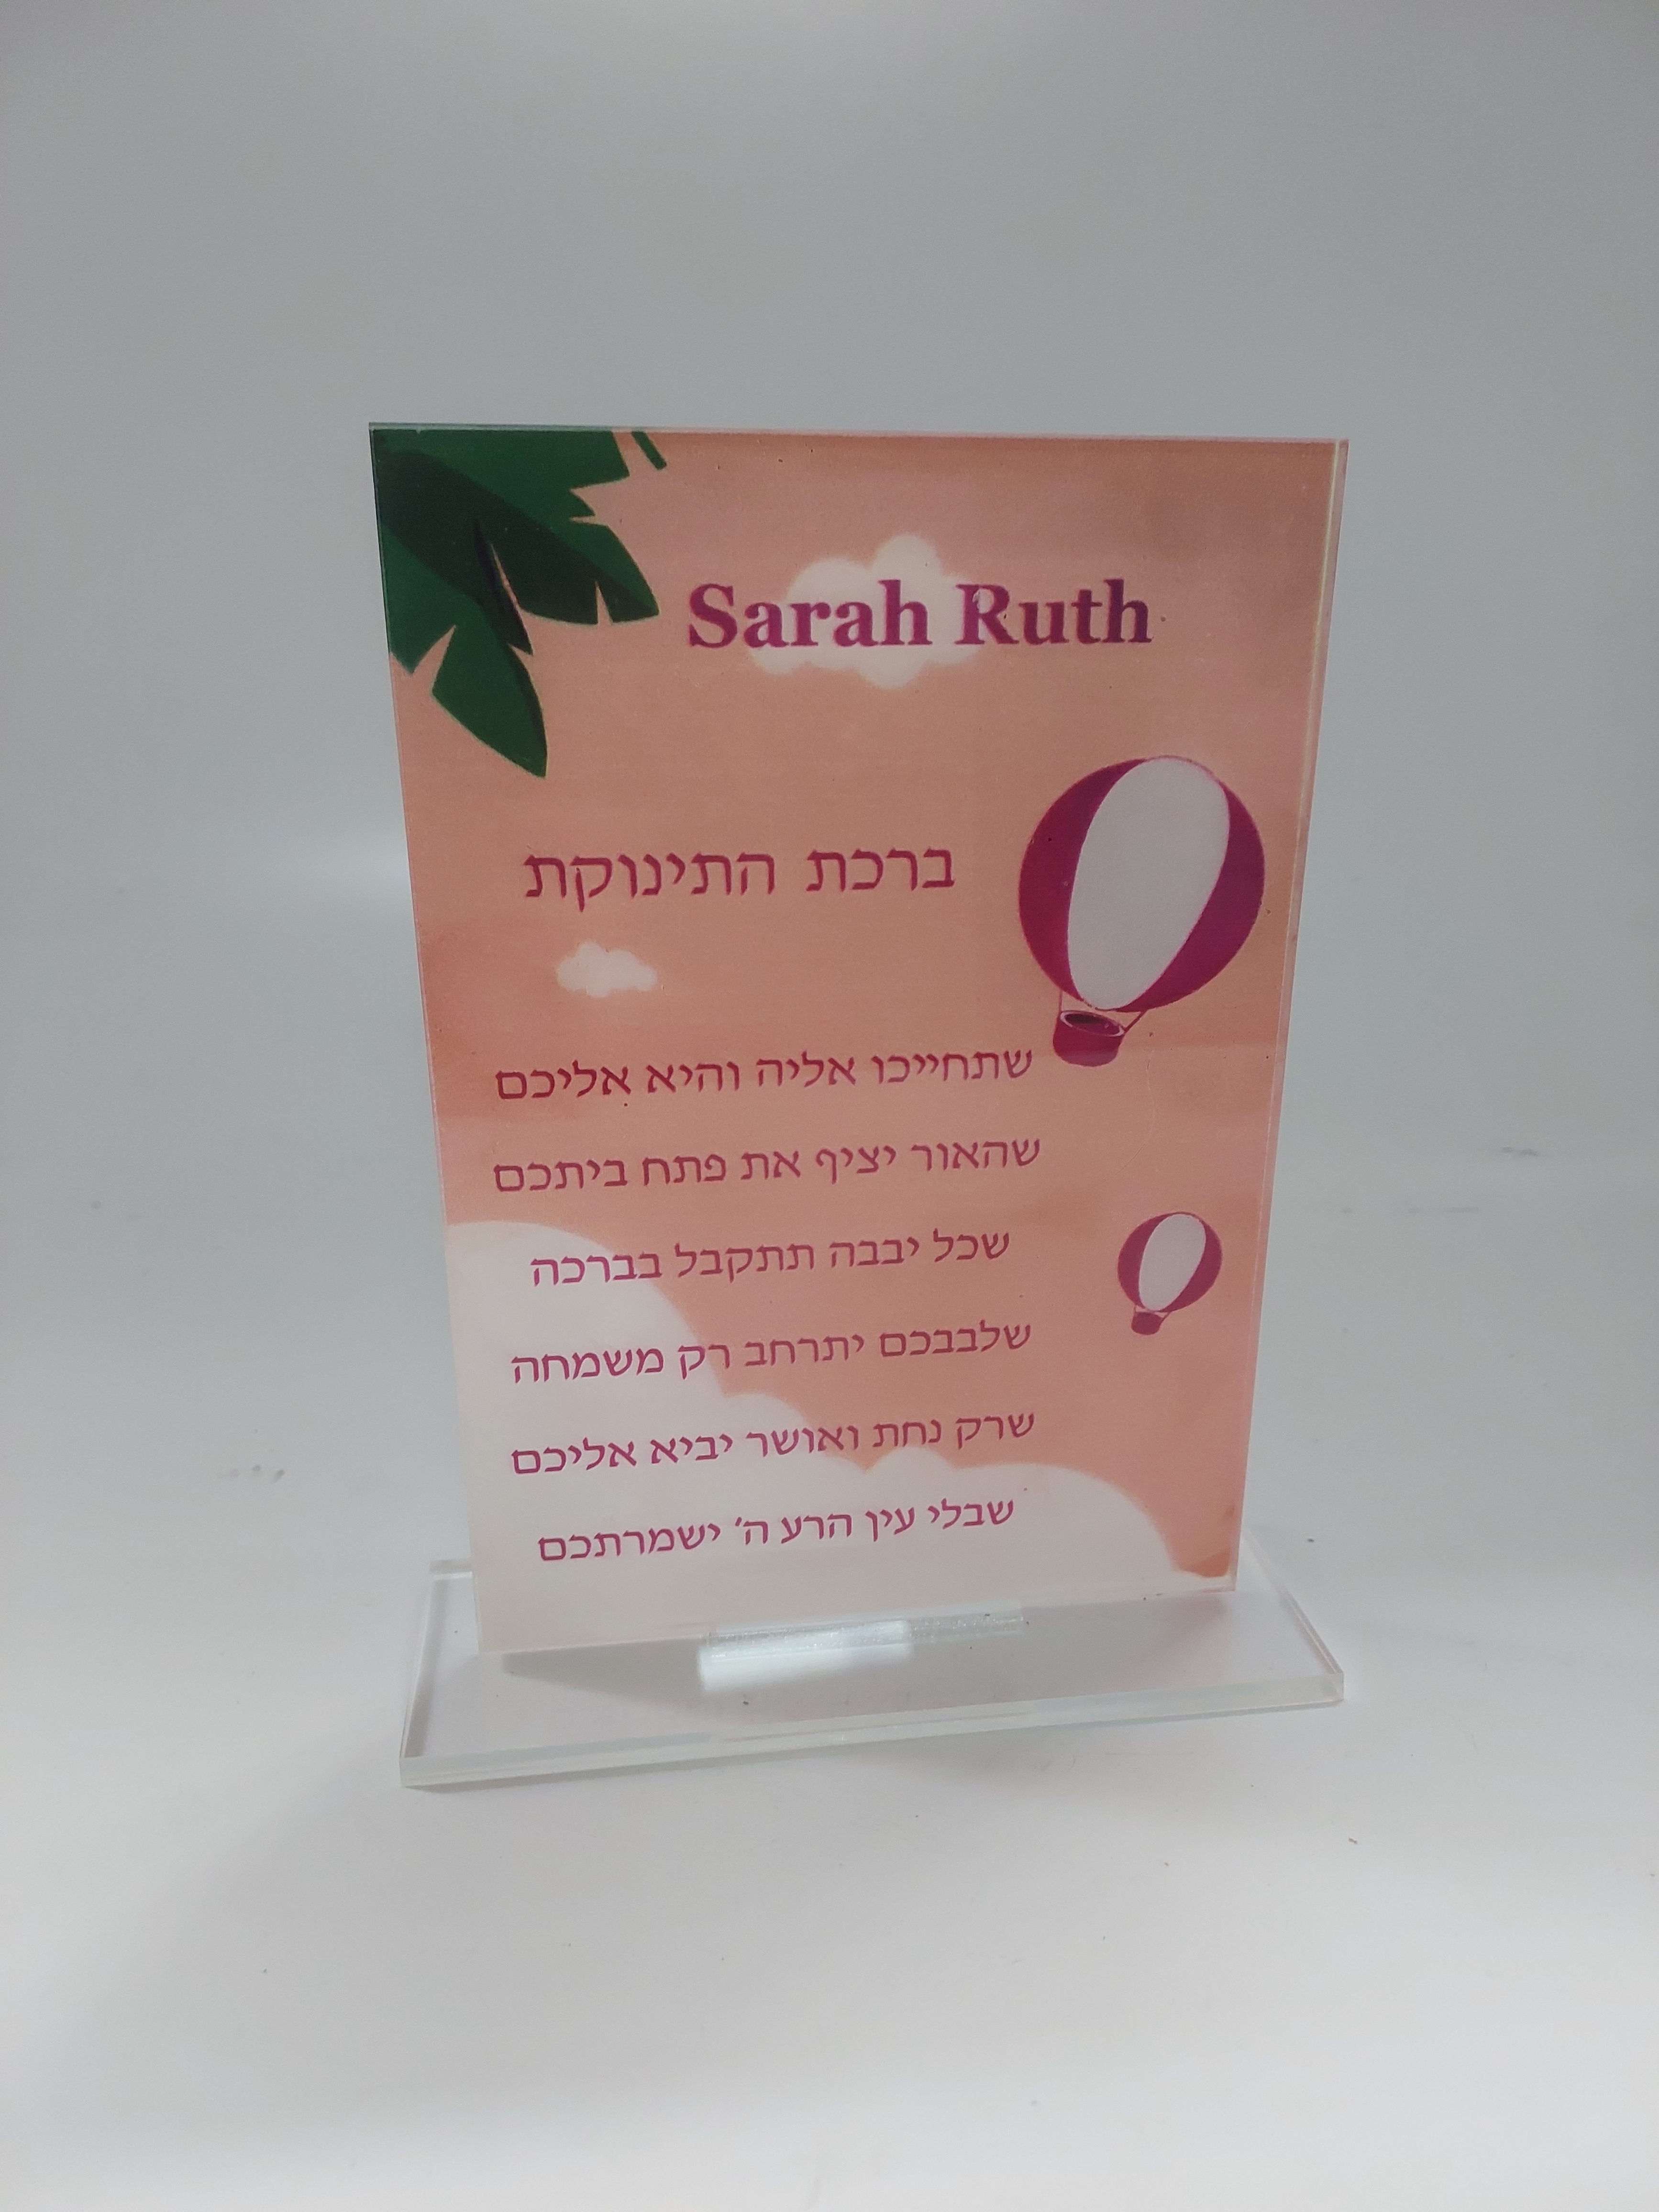 Sarah Ruth
ברכת התינוקת
שתחייכו אליה והיא אליכם
שהאור יציף את פתח ביתכם
שכל יבבה תתקבל בברכה
שלבבכם יתרחב רק משמחה
שרק נחת ואושר יביא אליכם
שבלי עין הרע ה' ישמרתכם